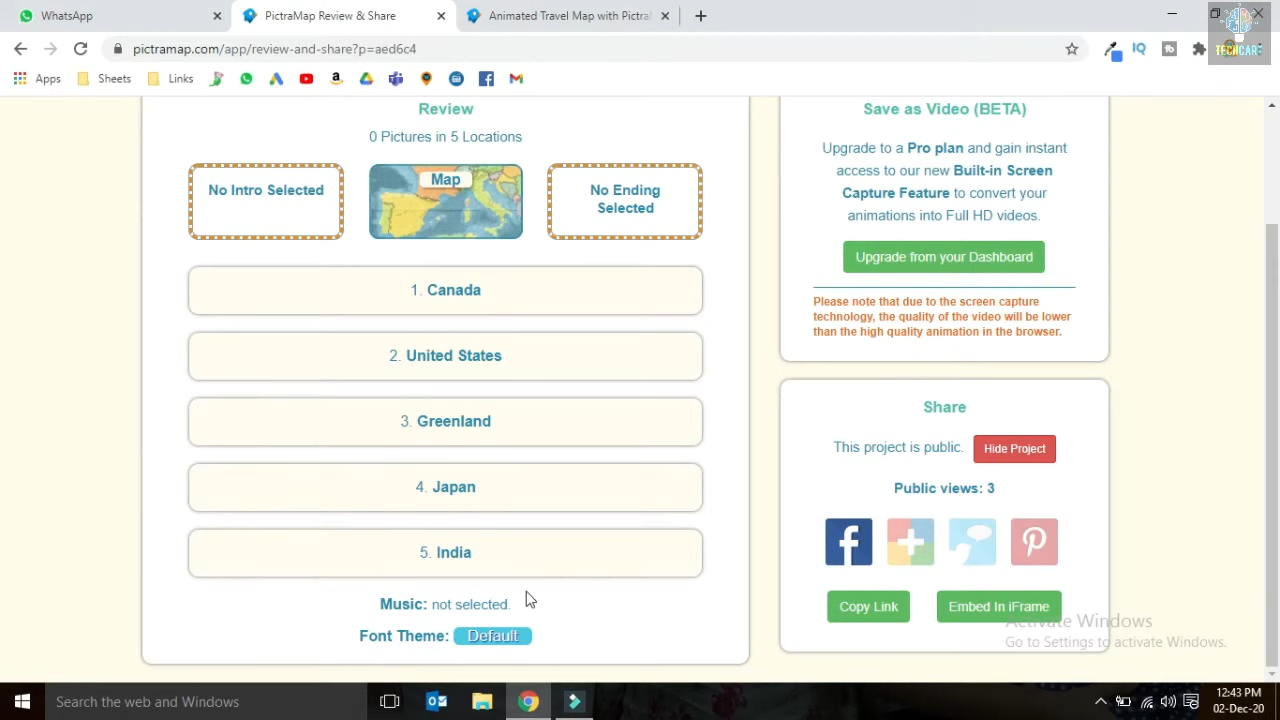 WhatsApp
PictraMap Review & Share
Animated Travel Map with Pictra
TECHCARE
pictramap.com/app/review-and-share?p=aed6c4
IQ
Apps
Sheets
Links
Review
0 Pictures in 5 Locations
No Intro Selected
Map
No Ending
Selected
1. Canada
2. United States
3. Greenland
4. Japan
5. India
Music: not selected.
Font Theme: Default
Save as Video (BETA)
Upgrade to a Pro plan and gain instant
access to our new Built-in Screen
Capture Feature to convert your
animations into Full HD videos.
Upgrade from your Dashboard
Please note that due to the screen capture
technology, the quality of the video will be lower
than the high quality animation in the browser.
Share
This project is public. Hide Project
Public views: 3
Copy Link
Embed In iFrame
Activate Windows
Go to Settings to activate Windows.
Search the web and Windows
12:43 PM
02-Dec-20